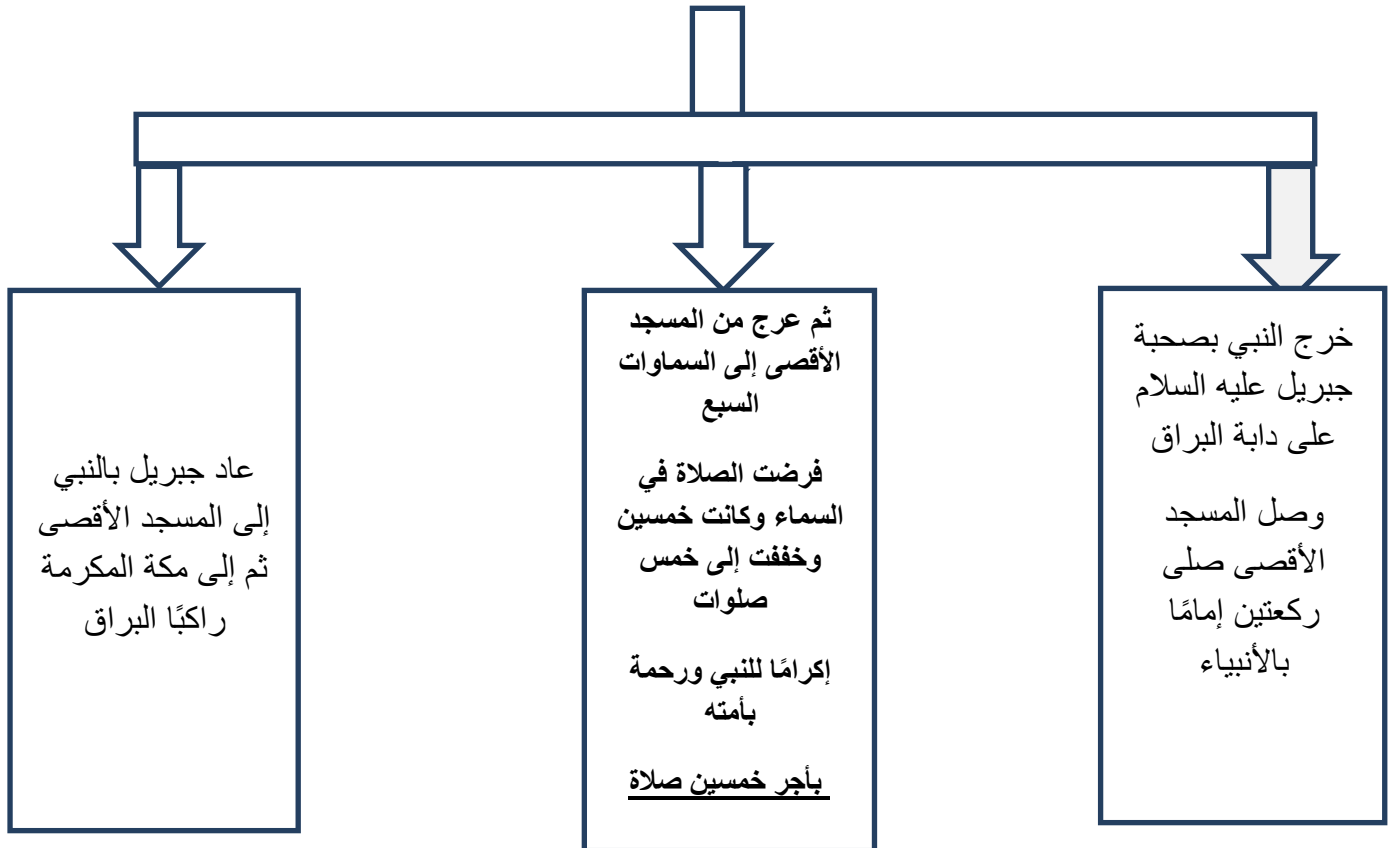 خرج النبي بصحبة
جبريل عليه السلام
على دابة البراق
وصل المسجد
الأقصى صلى
ركعتين إمامًا
بالأنبياء
ثم عرج من المسجد
الأقصى إلى السماوات
السبع
فرضت الصلاة في
السماء وكانت خمسين
وخففت إلى خمس
صلوات
إكرامًا للنبي ورحمة
بأمته
بأجر خمسين صلاة
عاد جبريل بالنبي
إلى المسجد الأقصى
ثم إلى مكة المكرمة
راكبًا البراق